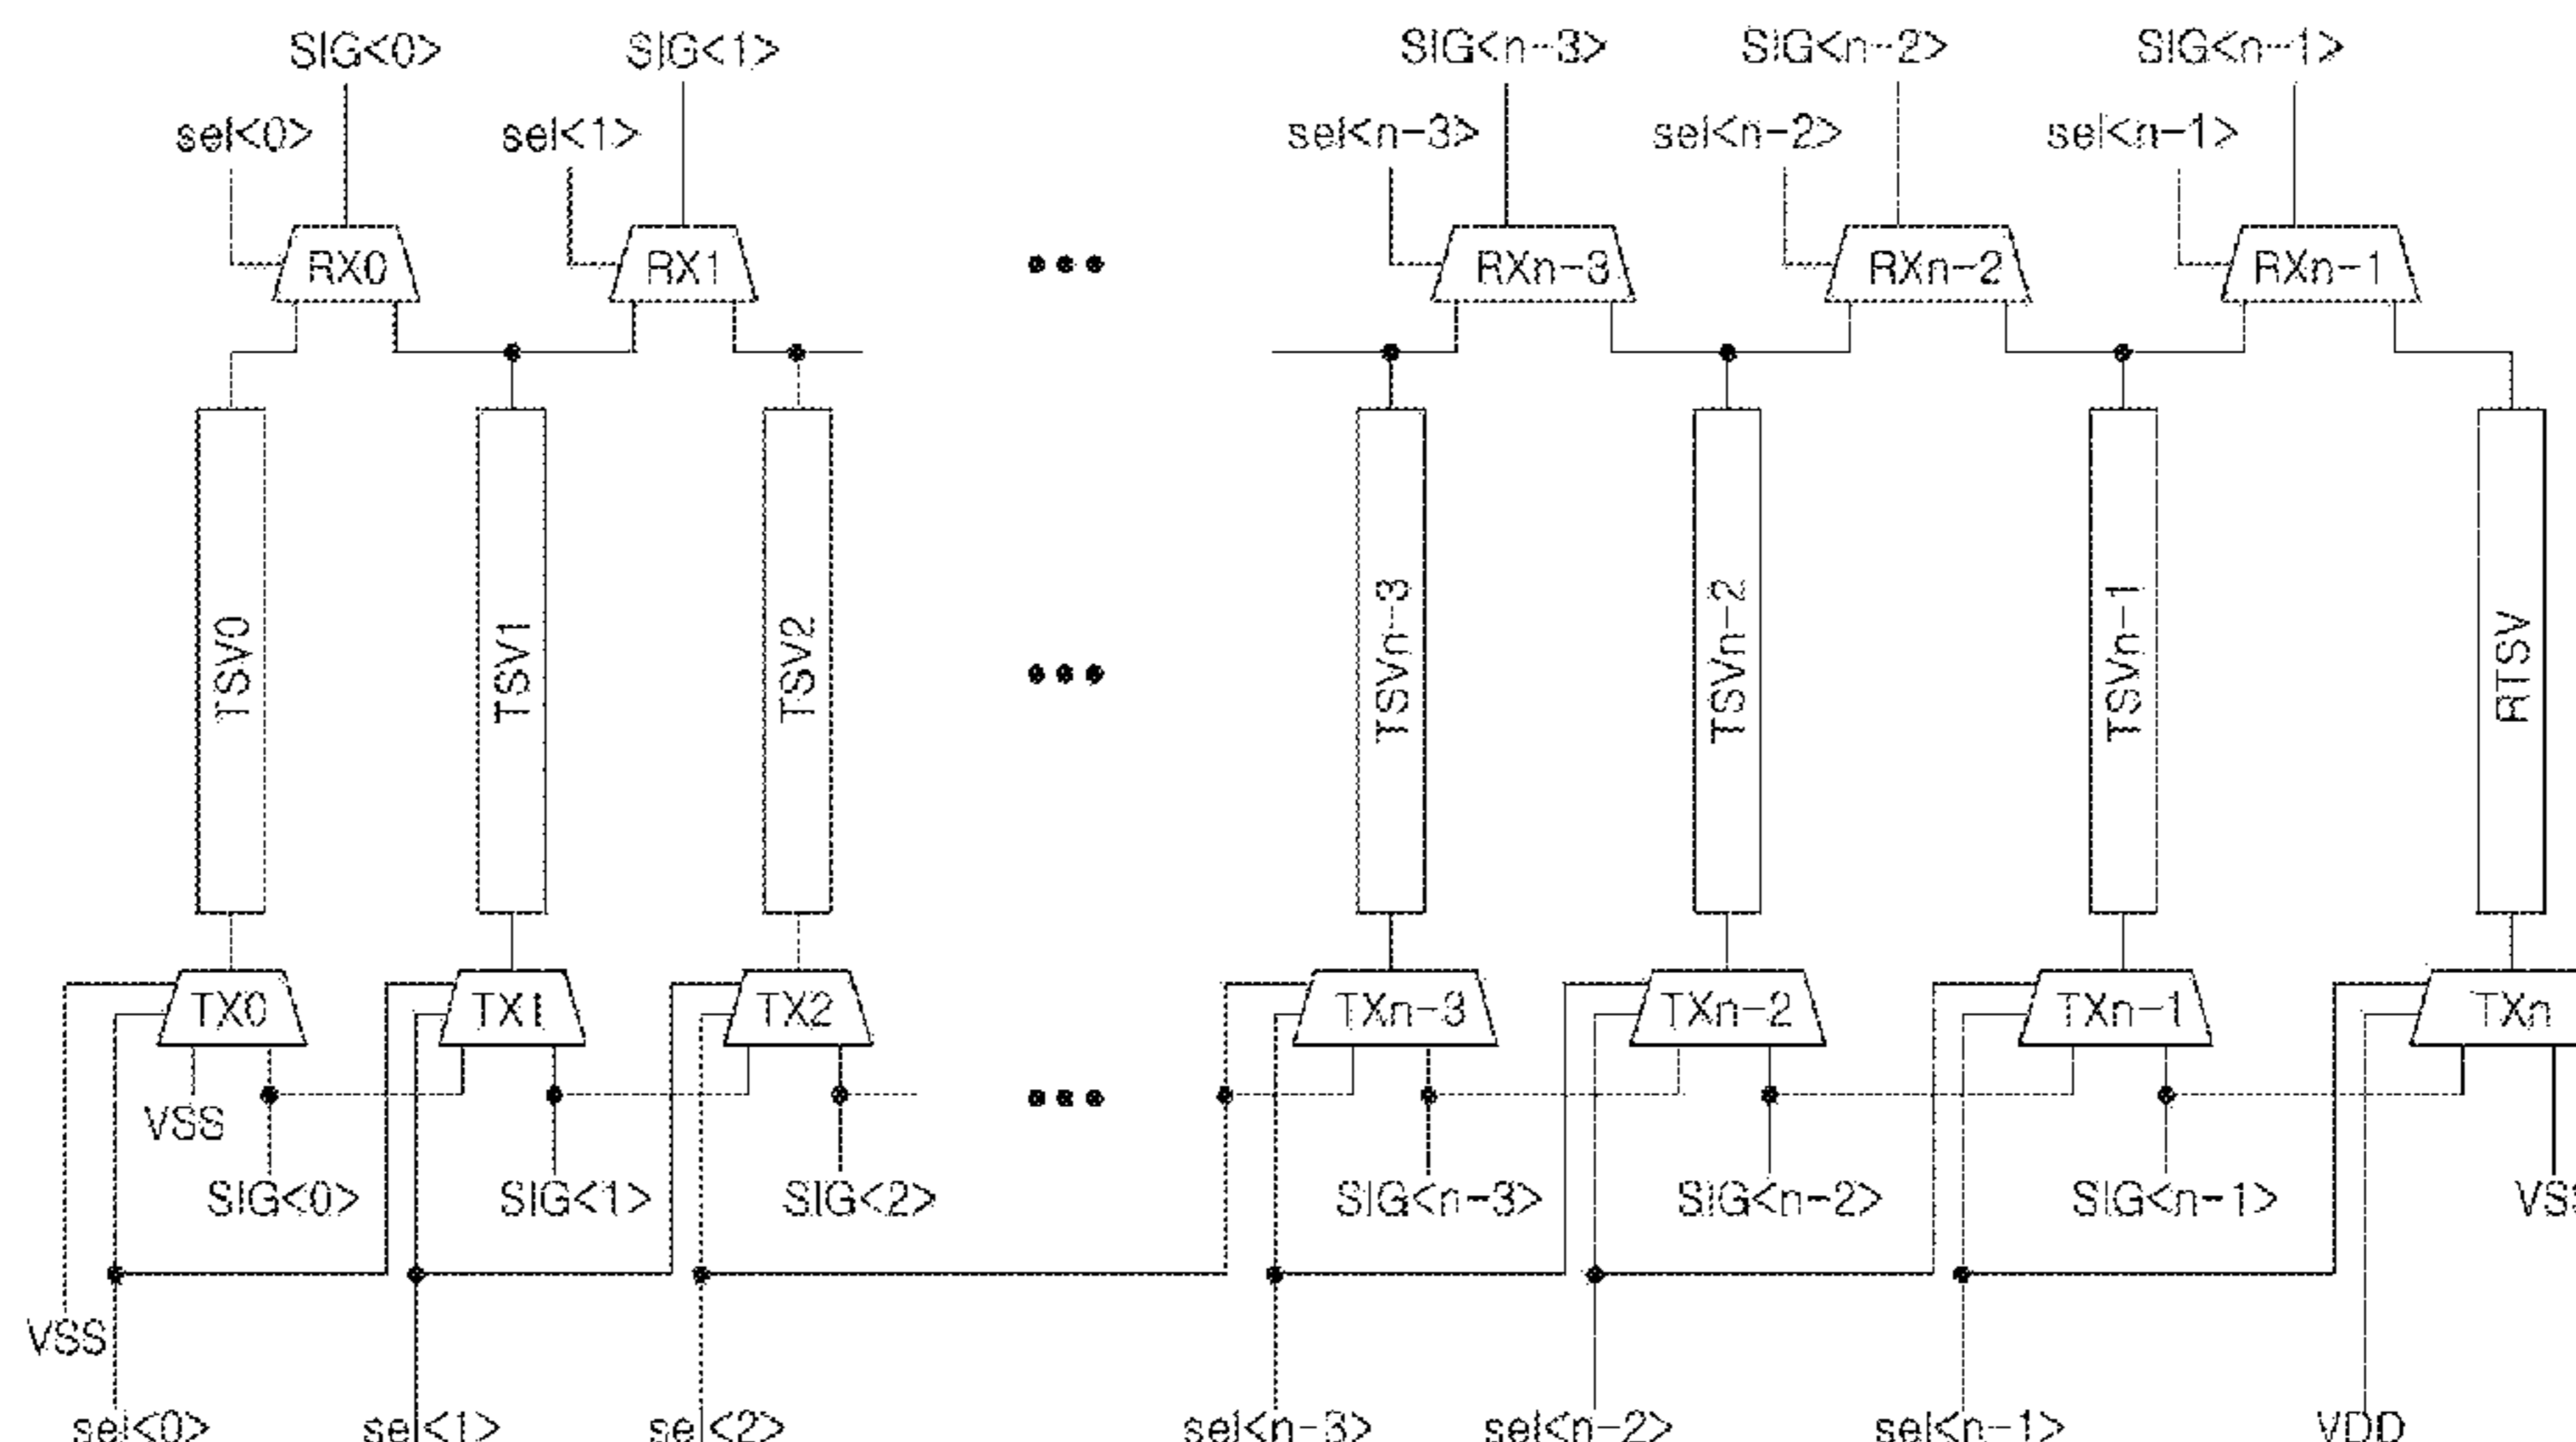 SIG<0> SIG<1> SIG<n-3> SIG<n-2> SIG<n-1>
sel<0> sel<1> sel<n-3> sel<n-2> sel<n-1>
RX0 RX1 RXn-3 RXn-2 RXn-1
TSV0 TSV1 TSV2 TSVn-3 TSVn-2 TSVn-1 RTSV
TX0 TX1 TX2 TXn-3 TXn-2 TXn-1 TXn
VSS
SIG<0> SIG<1> SIG<2> SIG<n-3> SIG<n-2> SIG<n-1> VSS
VSS
sel<0> sel<1> sel<2> sel<n-3> sel<n-2> sel<n-1> VDD